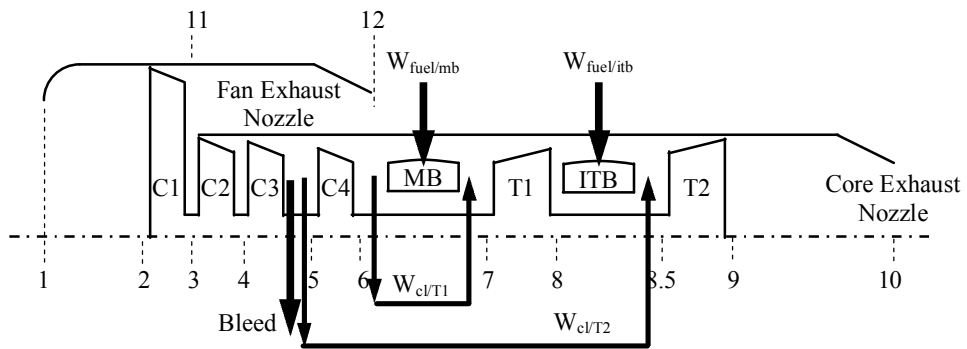 11
12
W_fuel/mb
W_fuel/itb
Fan Exhaust
Nozzle
C1
C2
C3
C4
MB
T1
ITB
T2
Core Exhaust
Nozzle
1
2
3
4
5
6
7
8
8.5
9
10
W_cl/T1
Bleed
W_cl/T2